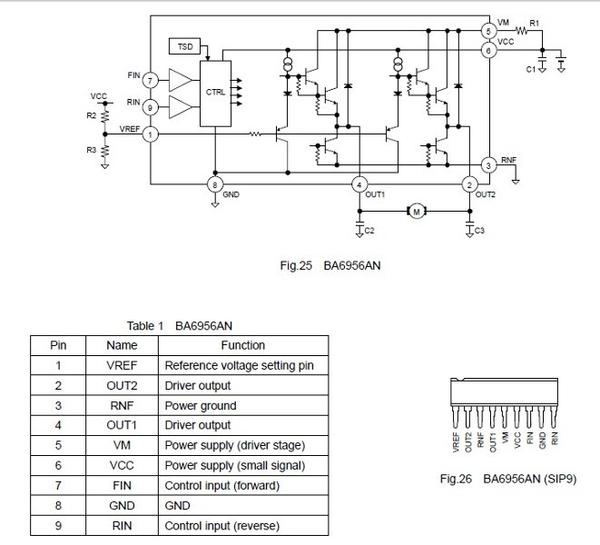 VM
R1
5
TSD
VCC
6
FIN
7
CTRL
C1
VCC
RIN
9
R2
VREF
1
R3
3
RNF
8
GND
4
OUT1
2
OUT2
M
C2
C3
Fig.25 BA6956AN
Table 1 BA6956AN
Pin Name Function
1 VREF Reference voltage setting pin
2 OUT2 Driver output
3 RNF Power ground
4 OUT1 Driver output
5 VM Power supply (driver stage)
6 VCC Power supply (small signal)
7 FIN Control input (forward)
8 GND GND
9 RIN Control input (reverse)
VREF
OUT2
RNF
OUT1
VM
VCC
FIN
GND
RIN
Fig.26 BA6956AN (SIP9)